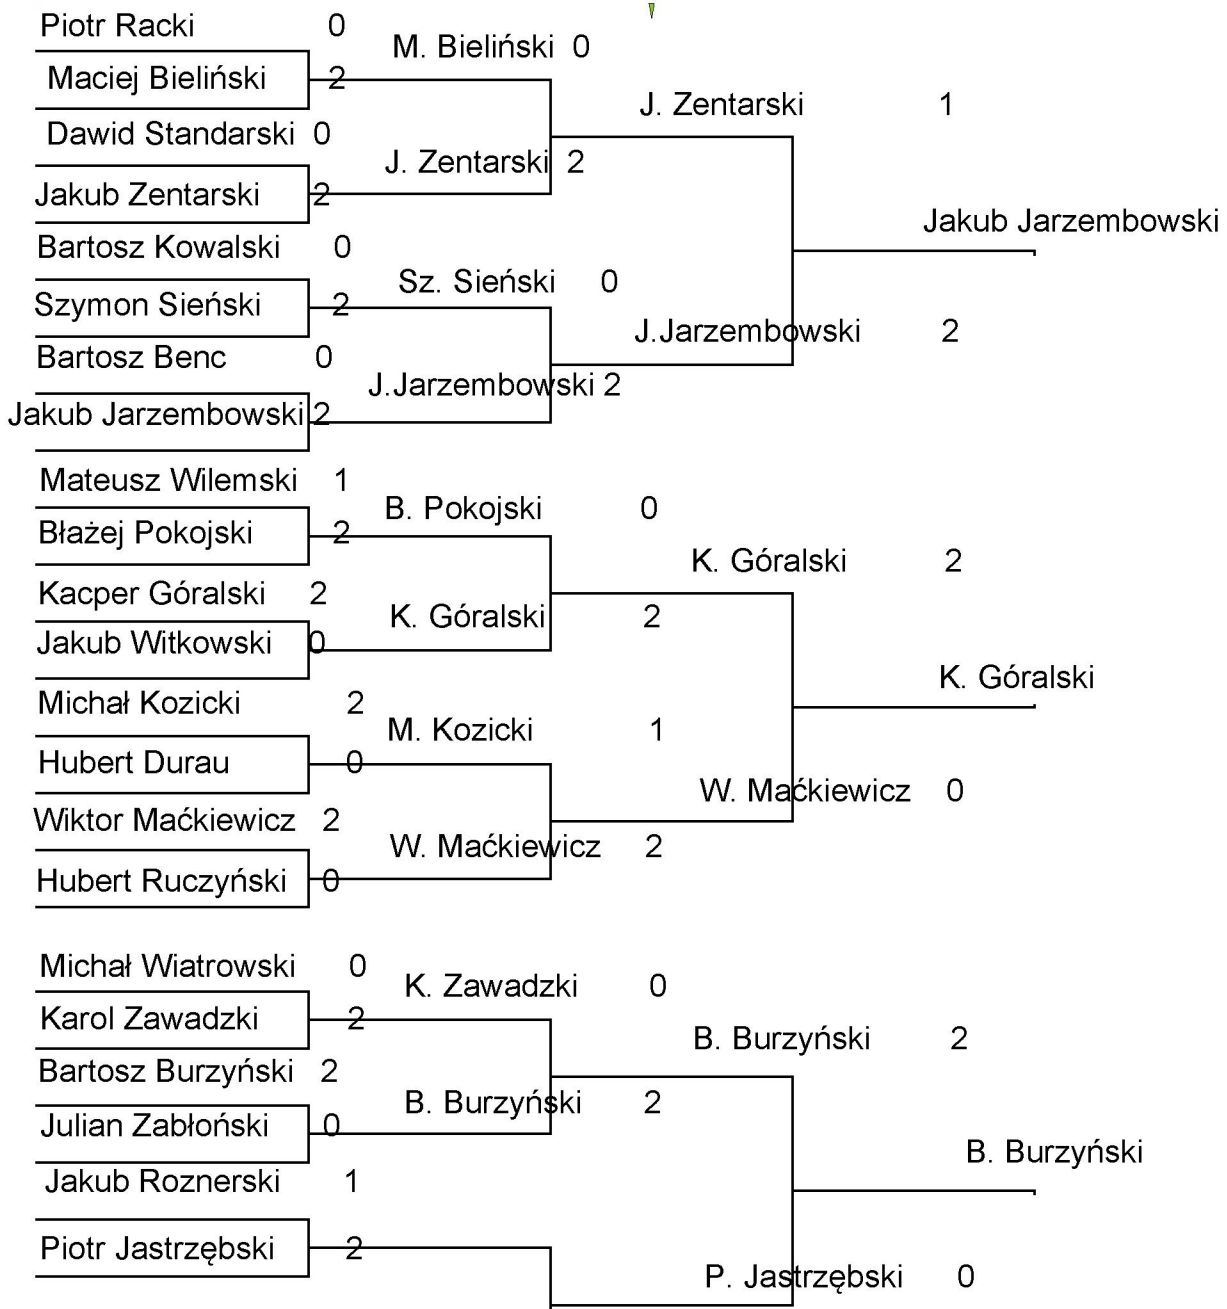 Piotr Racki 0
M. Bieliński 0
Maciej Bieliński 2
J. Zentarski 1
Dawid Standarski 0
J. Zentarski 2
Jakub Zentarski 2
Jakub Jarzembowski
Bartosz Kowalski 0
Sz. Sieński 0
Szymon Sieński 2
J.Jarzembowski 2
Bartosz Benc 0
J.Jarzembowski 2
Jakub Jarzembowski 2
Mateusz Wilemski 1
B. Pokojski 0
Błażej Pokojski 2
K. Góralski 2
Kacper Góralski 2
K. Góralski 2
Jakub Witkowski 0
K. Góralski
Michał Kozicki 2
M. Kozicki 1
Hubert Durau 0
W. Maćkiewicz 0
Wiktor Maćkiewicz 2
W. Maćkiewicz 2
Hubert Ruczyński 0
Michał Wiatrowski 0
K. Zawadzki 0
Karol Zawadzki 2
B. Burzyński 2
Bartosz Burzyński 2
B. Burzyński 2
Julian Zabłoński 0
B. Burzyński
Jakub Roznerski 1
Piotr Jastrzębski 2
P. Jastrzębski 0